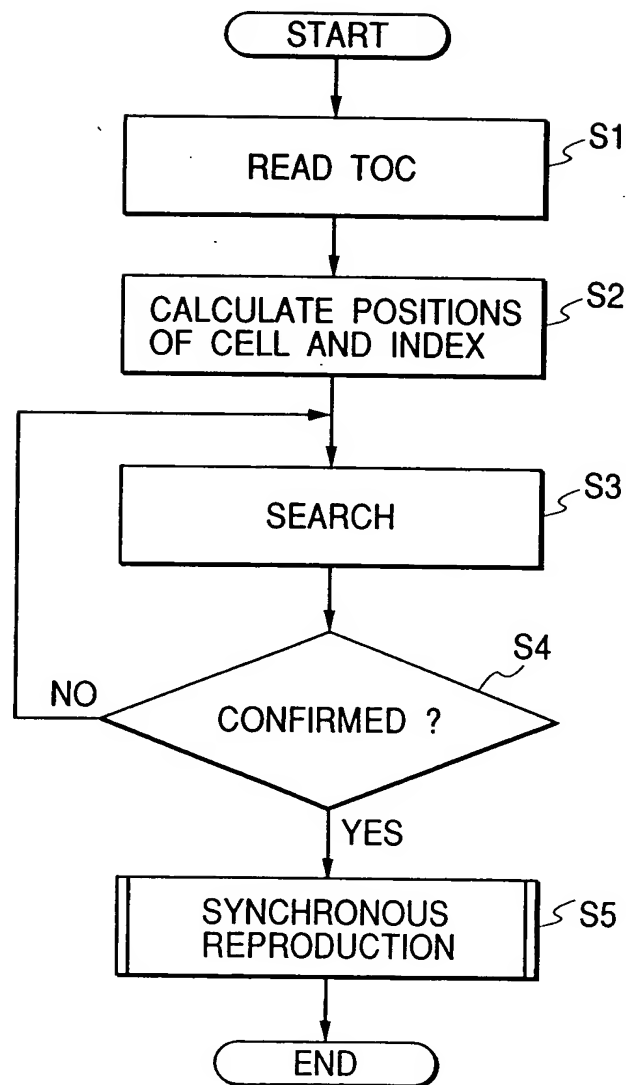 START
READ TOC
S1
CALCULATE POSITIONS
OF CELL AND INDEX
S2
SEARCH
S3
CONFIRMED ?
S4
NO
YES
SYNCHRONOUS
REPRODUCTION
S5
END